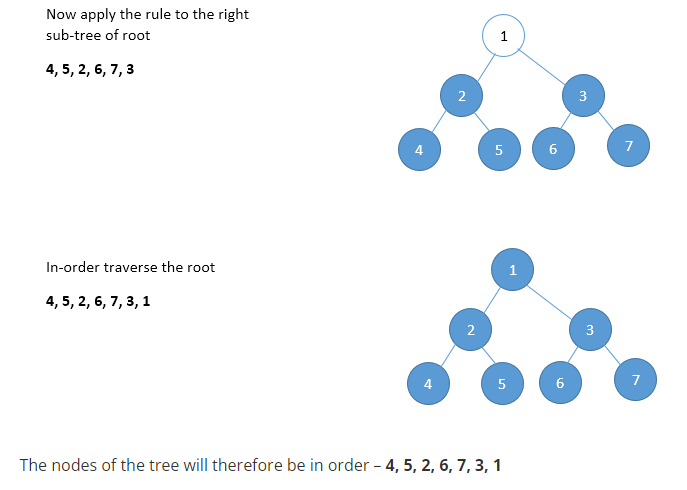 Now apply the rule to the right
sub-tree of root
4, 5, 2, 6, 7, 3
1
2
3
4
5
6
7
In-order traverse the root
4, 5, 2, 6, 7, 3, 1
1
2
3
4
5
6
7
The nodes of the tree will therefore be in order – 4, 5, 2, 6, 7, 3, 1